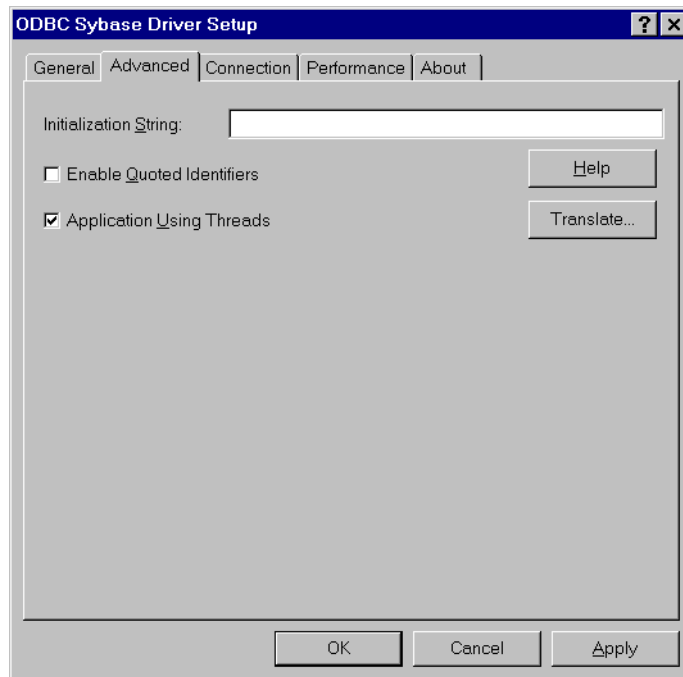 ODBC Sybase Driver Setup
General Advanced Connection Performance About
Initialization String:
Enable Quoted Identifiers
Help
Application Using Threads
Translate...
OK Cancel Apply